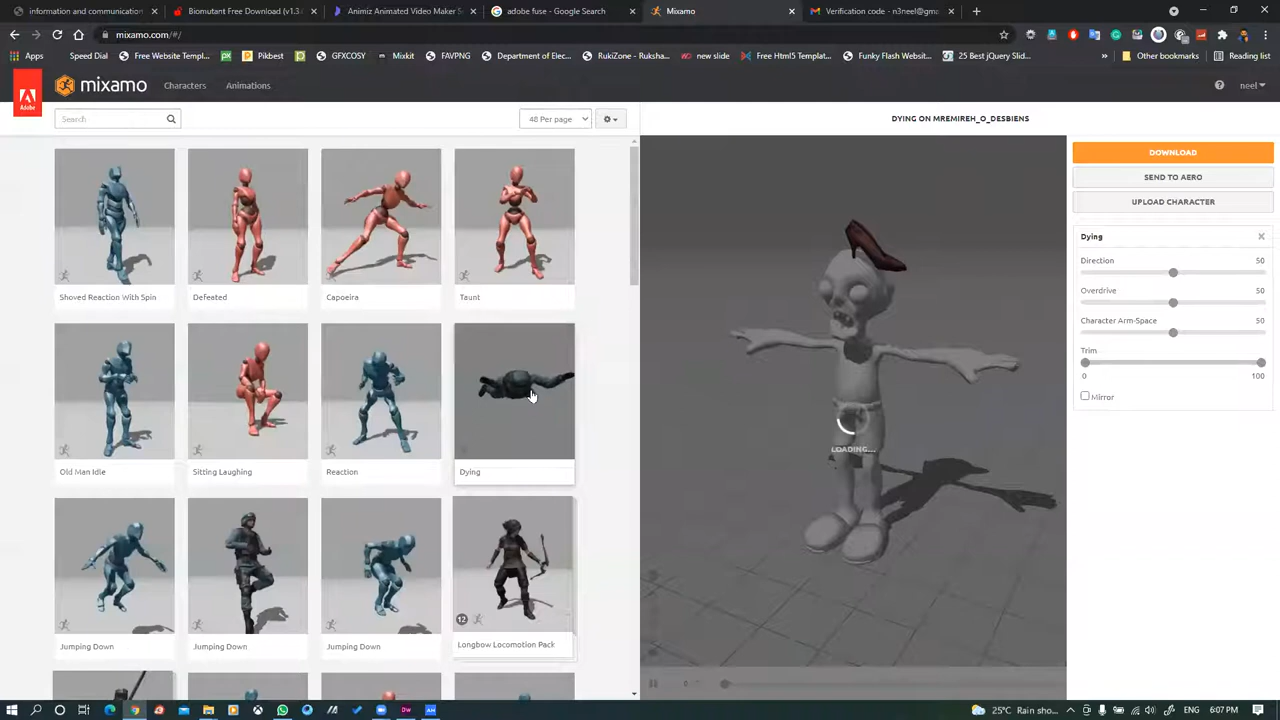 information and communicatio
Biomutant Free Download (v1.3
Animiz Animated Video Maker S
adobe fuse - Google Search
Mixamo
Verification code - n3neel@gma
mixamo.com/#/
Apps
Speed Dial
Free Website Templ...
Pikbest
GFXCOSY
Mixkit
FAVPNG
Department of Elec...
RukiZone - Ruksha...
new slide
Free Html5 Templat...
Funky Flash Websit...
25 Best jQuery Slid...
Other bookmarks
Reading list
Adobe
mixamo
Characters
Animations
neel
Search
48 Per page
DYING ON MREMIREH_O_DESBIENS
DOWNLOAD
SEND TO AERO
UPLOAD CHARACTER
Dying
Direction 50
Overdrive 50
Character Arm-Space 50
Trim
0 100
Mirror
Shoved Reaction With Spin
Defeated
Capoeira
Taunt
Old Man Idle
Sitting Laughing
Reaction
Dying
LOADING...
12
Jumping Down
Jumping Down
Jumping Down
Longbow Locomotion Pack
25°C Rain sho...
ENG
6:07 PM